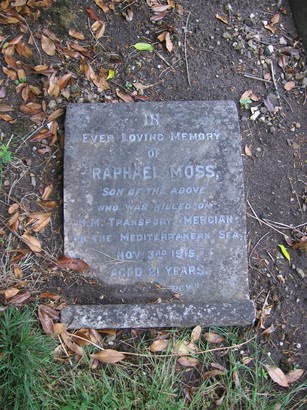 IN
EVER LOVING MEMORY
OF
RAPHAEL MOSS,
SON OF THE ABOVE
WHO WAS KILLED ON
H.M. TRANSPORT "MERCIAN"
IN THE MEDITERRANEAN SEA
NOV. 3RD 1915,
AGED 21 YEARS.